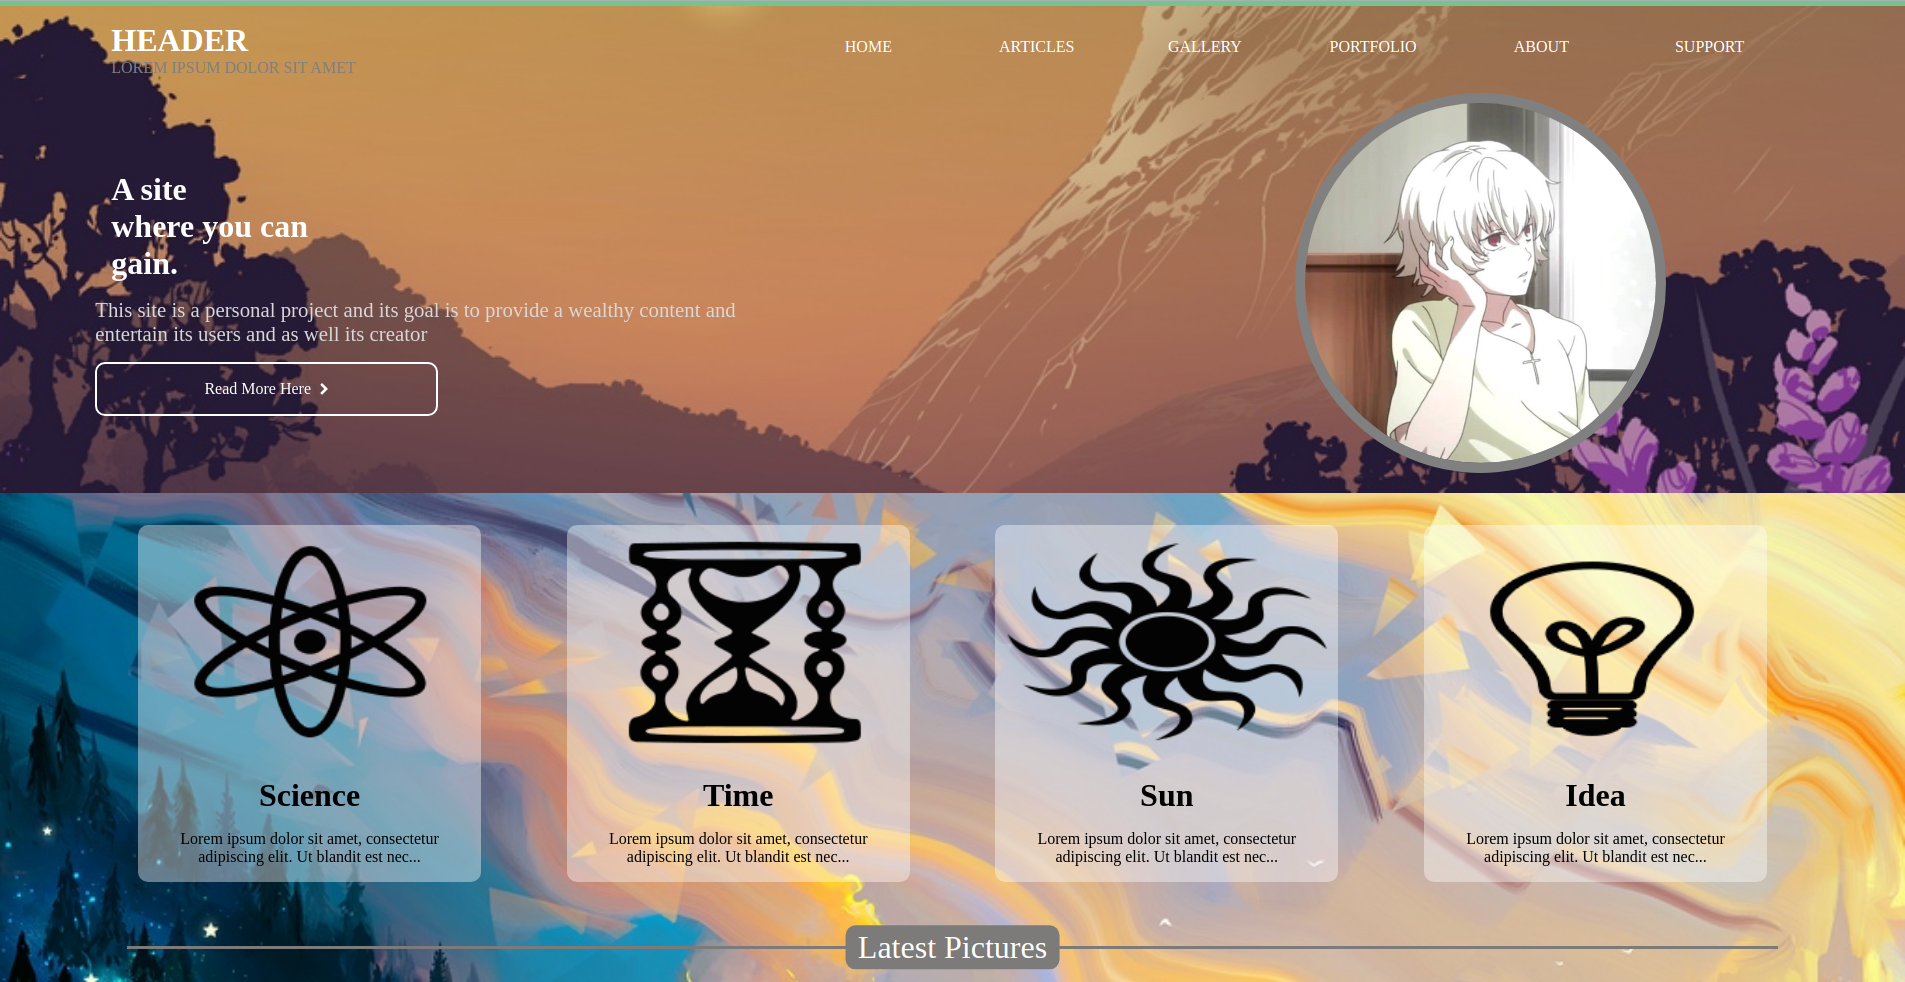 HEADER
LOREM IPSUM DOLOR SIT AMET
HOME
ARTICLES
GALLERY
PORTFOLIO
ABOUT
SUPPORT
A site
where you can
gain.
This site is a personal project and its goal is to provide a wealthy content and
entertain its users and as well its creator
Read More Here
Science
Lorem ipsum dolor sit amet, consectetur
adipiscing elit. Ut blandit est nec...
Time
Lorem ipsum dolor sit amet, consectetur
adipiscing elit. Ut blandit est nec...
Sun
Lorem ipsum dolor sit amet, consectetur
adipiscing elit. Ut blandit est nec...
Idea
Lorem ipsum dolor sit amet, consectetur
adipiscing elit. Ut blandit est nec...
Latest Pictures